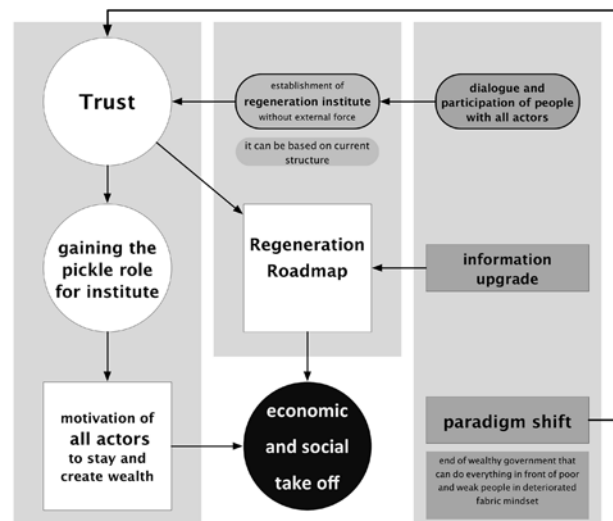 Trust
establishment of
regeneration institute
without external force
dialogue and
participation of people
with all actors
it can be based on current
structure
gaining the
pickle role
for institute
Regeneration
Roadmap
information
upgrade
motivation of
all actors
to stay and
create wealth
economic
and social
take off
paradigm shift
end of wealthy government that
can do everything in front of poor
and weak people in deteriorated
fabric mindset